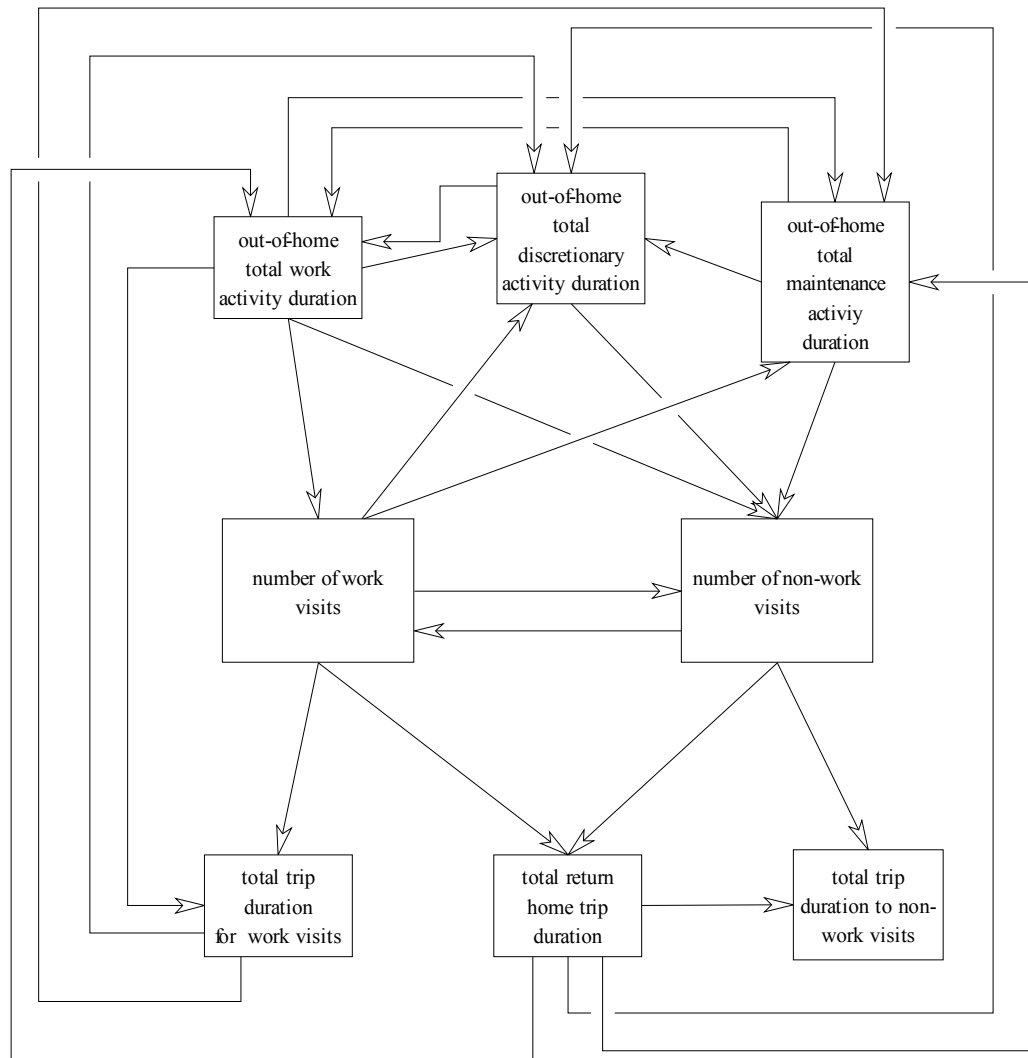 out-of-home
total work
activity duration
out-of-home
total
discretionary
activity duration
out-of-home
total
maintenance
activiy
duration
number of work
visits
number of non-work
visits
total trip
duration
for work visits
total return
home trip
duration
total trip
duration to non-
work visits